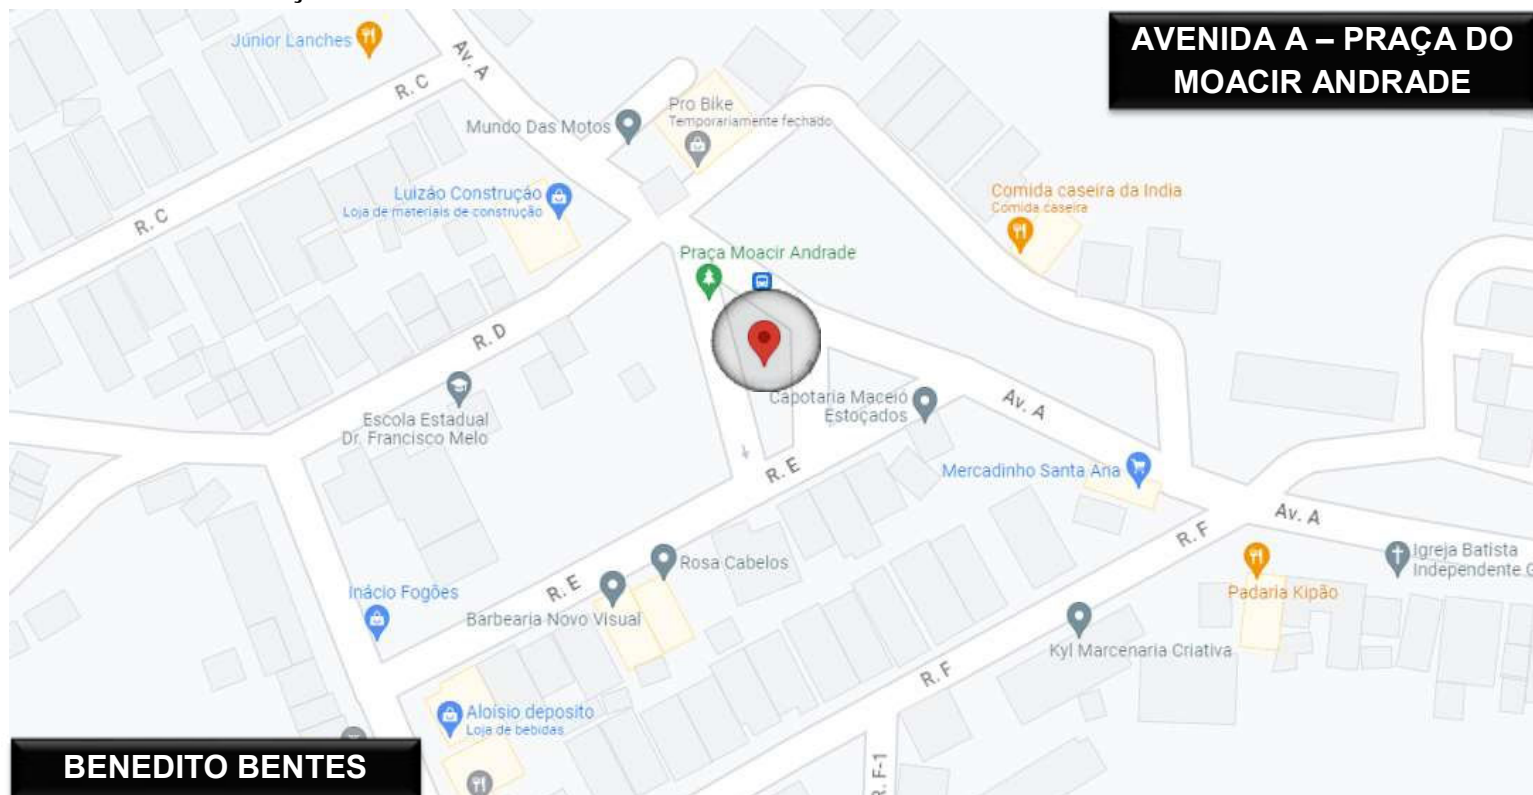 AVENIDA A – PRAÇA DO
MOACIR ANDRADE
Júnior Lanches
Av. A
R. C
Pro Bike
Temporariamente fechado
Mundo Das Motos
Luizão Construção
Loja de materiais de construção
Comida caseira da India
Comida caseira
R. C
Praça Moacir Andrade
R. D
Escola Estadual
Dr. Francisco Melo
Capotaria Maceió
Estoçados
Av. A
R. E
Mercadinho Santa Ana
Av. A
R. F
Igreja Batista
Independente G
Rosa Cabelos
R. E
Inácio Fogões
Padaria Kipão
Barbearia Novo Visual
Kyl Marcenaria Criativa
R. F
Aloísio deposito
Loja de bebidas
R. F-1
BENEDITO BENTES